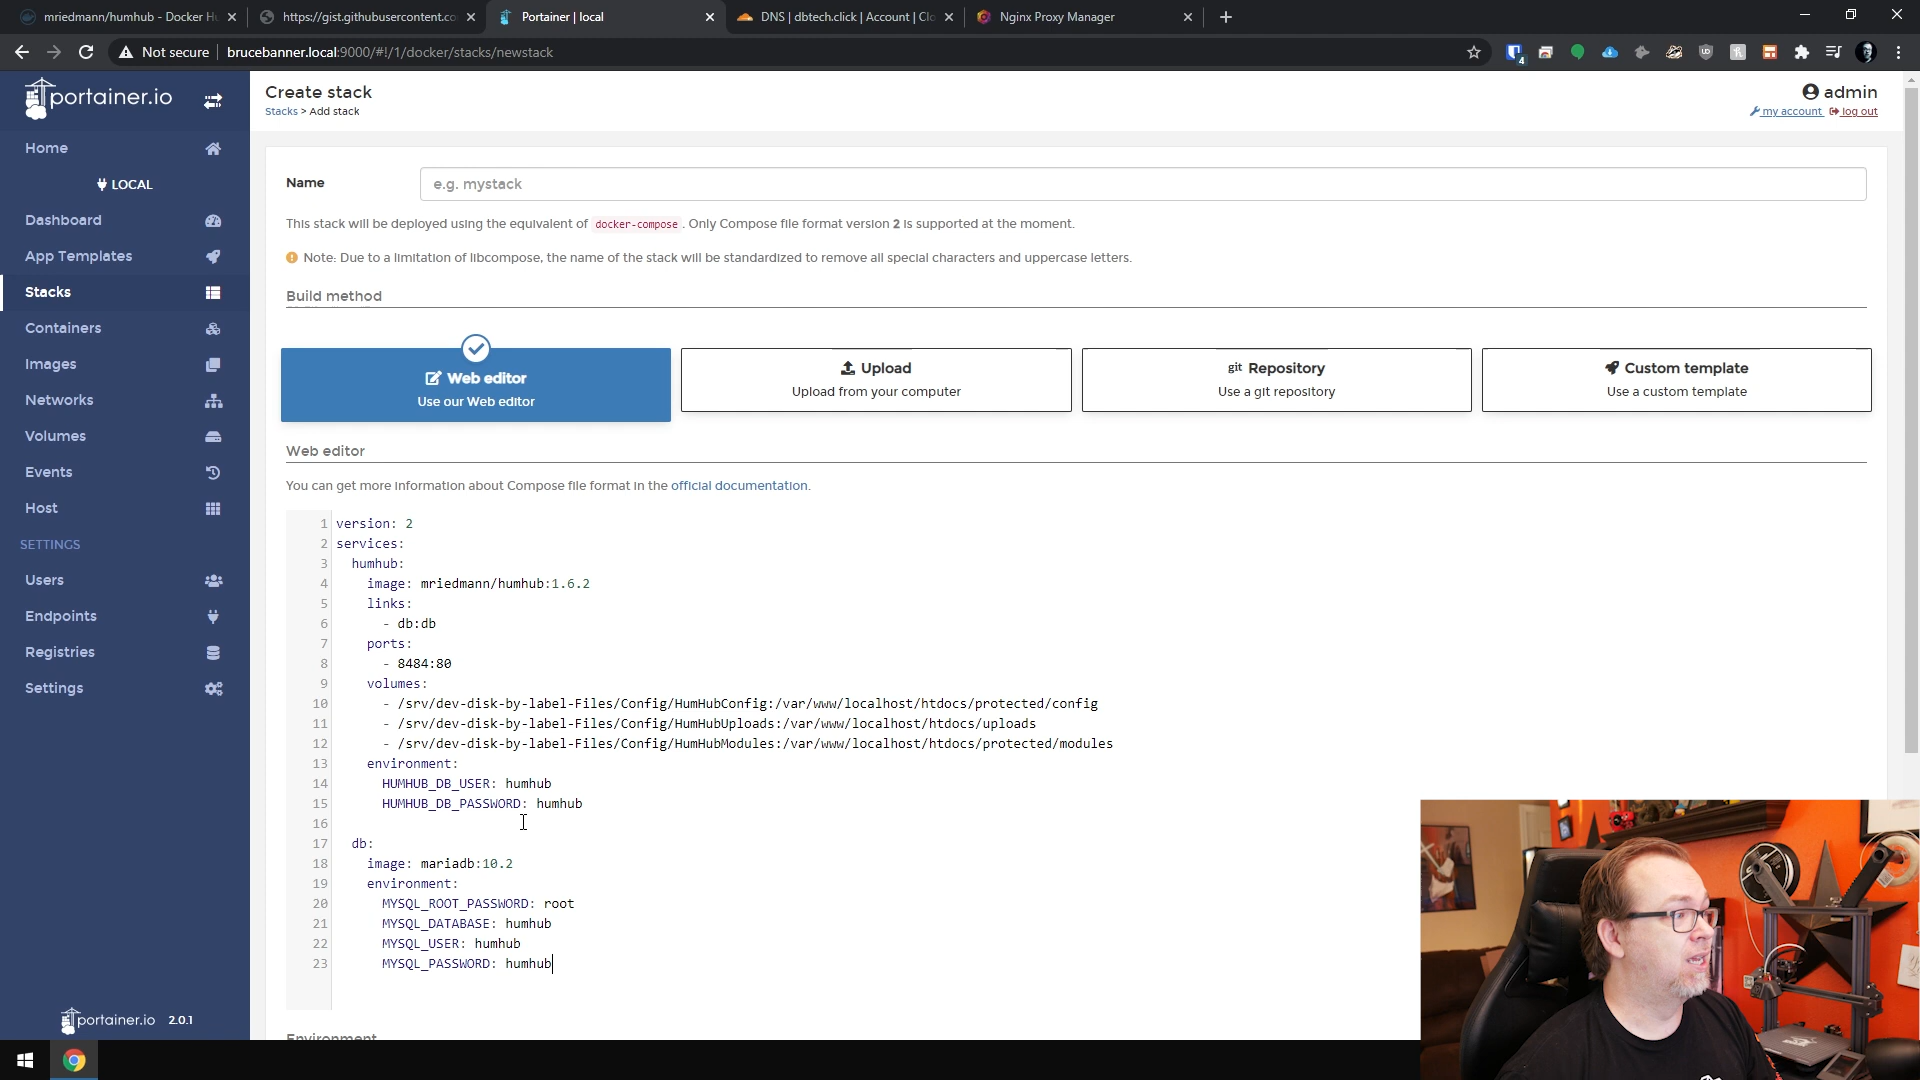 mriedmann/humhub - Docker Hu
https://gist.githubusercontent.co
Portainer | local
DNS | dbtech.click | Account | Clo
Nginx Proxy Manager
Not secure
brucebanner.local:9000/#!/1/docker/stacks/newstack
4
portainer.io
Home
LOCAL
Dashboard
App Templates
Stacks
Containers
Images
Networks
Volumes
Events
Host
SETTINGS
Users
Endpoints
Registries
Settings
portainer.io 2.0.1
Create stack
Stacks > Add stack
admin
my account log out
Name
e.g. mystack
This stack will be deployed using the equivalent of docker-compose . Only Compose file format version 2 is supported at the moment.
Note: Due to a limitation of libcompose, the name of the stack will be standardized to remove all special characters and uppercase letters.
Build method
Web editor
Use our Web editor
Upload
Upload from your computer
git Repository
Use a git repository
Custom template
Use a custom template
Web editor
You can get more information about Compose file format in the official documentation.
1 version: 2
2 services:
3 humhub:
4 image: mriedmann/humhub:1.6.2
5 links:
6 - db:db
7 ports:
8 - 8484:80
9 volumes:
10 - /srv/dev-disk-by-label-Files/Config/HumHubConfig:/var/www/localhost/htdocs/protected/config
11 - /srv/dev-disk-by-label-Files/Config/HumHubUploads:/var/www/localhost/htdocs/uploads
12 - /srv/dev-disk-by-label-Files/Config/HumHubModules:/var/www/localhost/htdocs/protected/modules
13 environment:
14 HUMHUB_DB_USER: humhub
15 HUMHUB_DB_PASSWORD: humhub
16
17 db:
18 image: mariadb:10.2
19 environment:
20 MYSQL_ROOT_PASSWORD: root
21 MYSQL_DATABASE: humhub
22 MYSQL_USER: humhub
23 MYSQL_PASSWORD: humhub
Environment